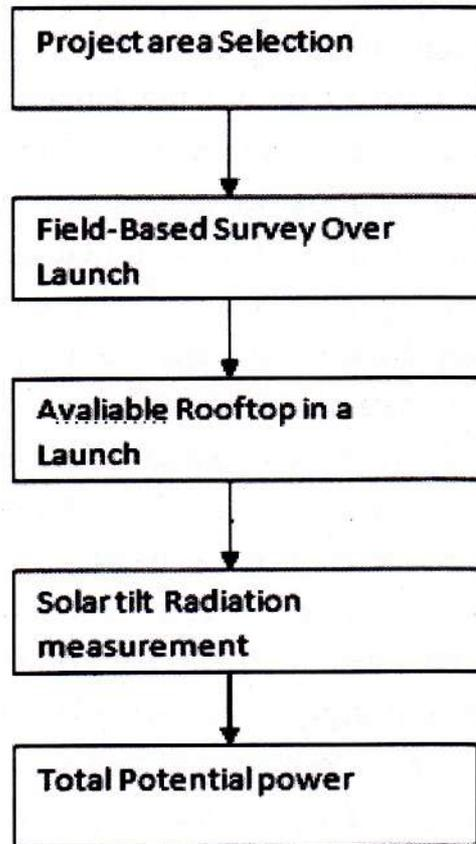 Project area Selection
Field-Based Survey Over
Launch
Avaliable Rooftop in a
Launch
Solar tilt Radiation
measurement
Total Potential power